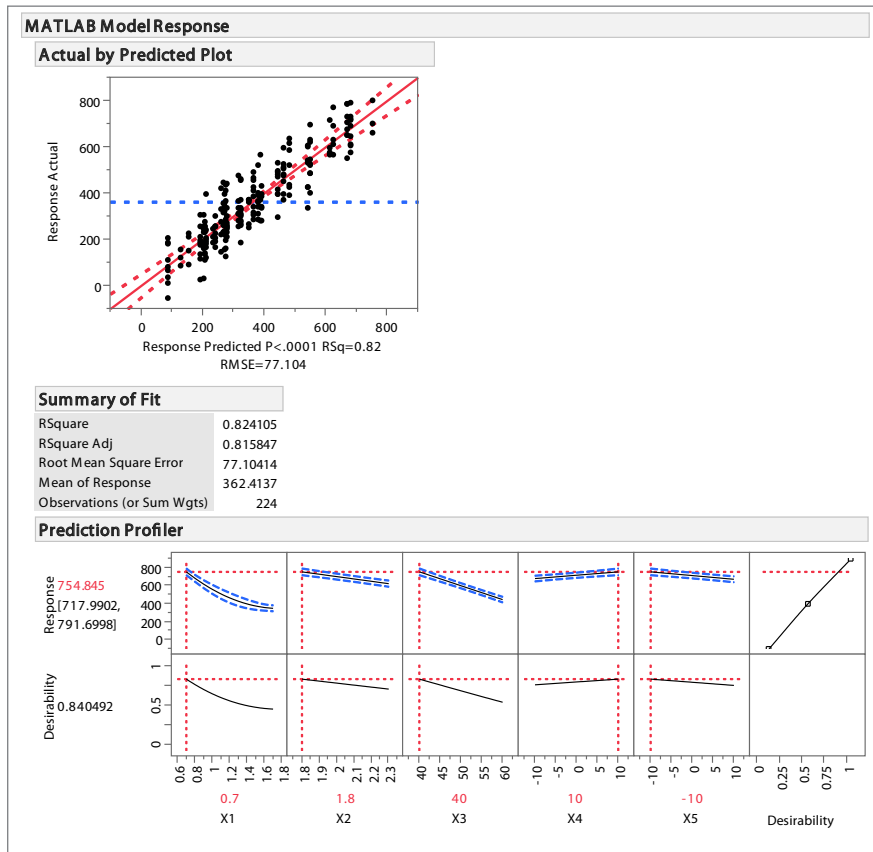 MATLAB Model Response
Actual by Predicted Plot
800
600
400
200
0
Response Actual
0 200 400 600 800
Response Predicted P<.0001 RSq=0.82
RMSE=77.104
Summary of Fit
RSquare 0.824105
RSquare Adj 0.815847
Root Mean Square Error 77.10414
Mean of Response 362.4137
Observations (or Sum Wgts) 224
Prediction Profiler
Response
754.845
[717.9902,
791.6998]
800
600
400
200
0
Desirability
0.840492
1
0.5
0
0.6 0.8 1 1.2 1.4 1.6 1.8
1.8 1.9 2 2.1 2.2 2.3
40 45 50 55 60
-10 -5 0 5 10
-10 -5 0 5 10
0 0.25 0.5 0.75 1
0.7 1.8 40 10 -10
X1 X2 X3 X4 X5 Desirability